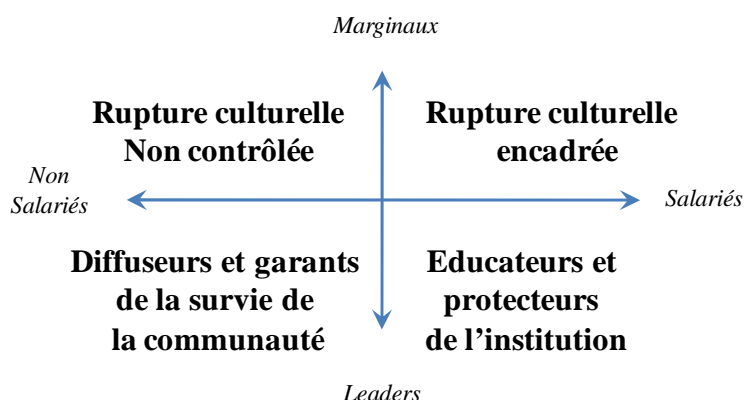 Marginaux
Rupture culturelle
Non contrôlée
Rupture culturelle
encadrée
Non
Salariés
Salariés
Diffuseurs et garants
de la survie de
la communauté
Educateurs et
protecteurs
de l’institution
Leaders